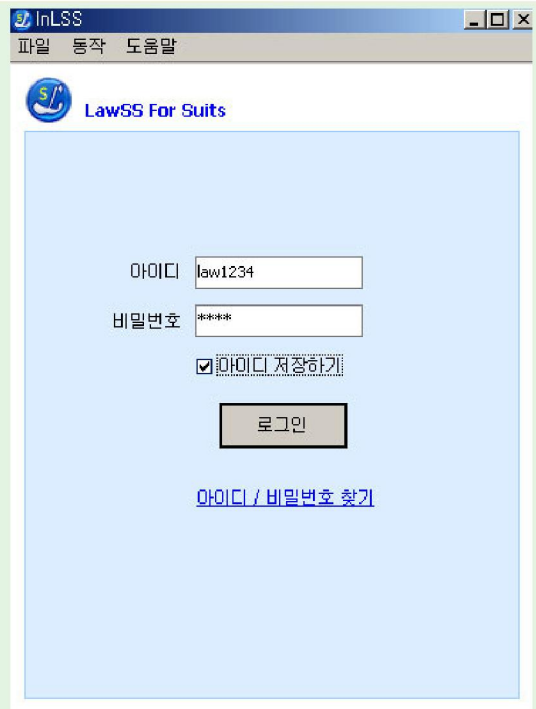 InLSS
파일 동작 도움말
LawSS For Suits
아이디 law1234
비밀번호 ****
아이디 저장하기
로그인
아이디 / 비밀번호 찾기